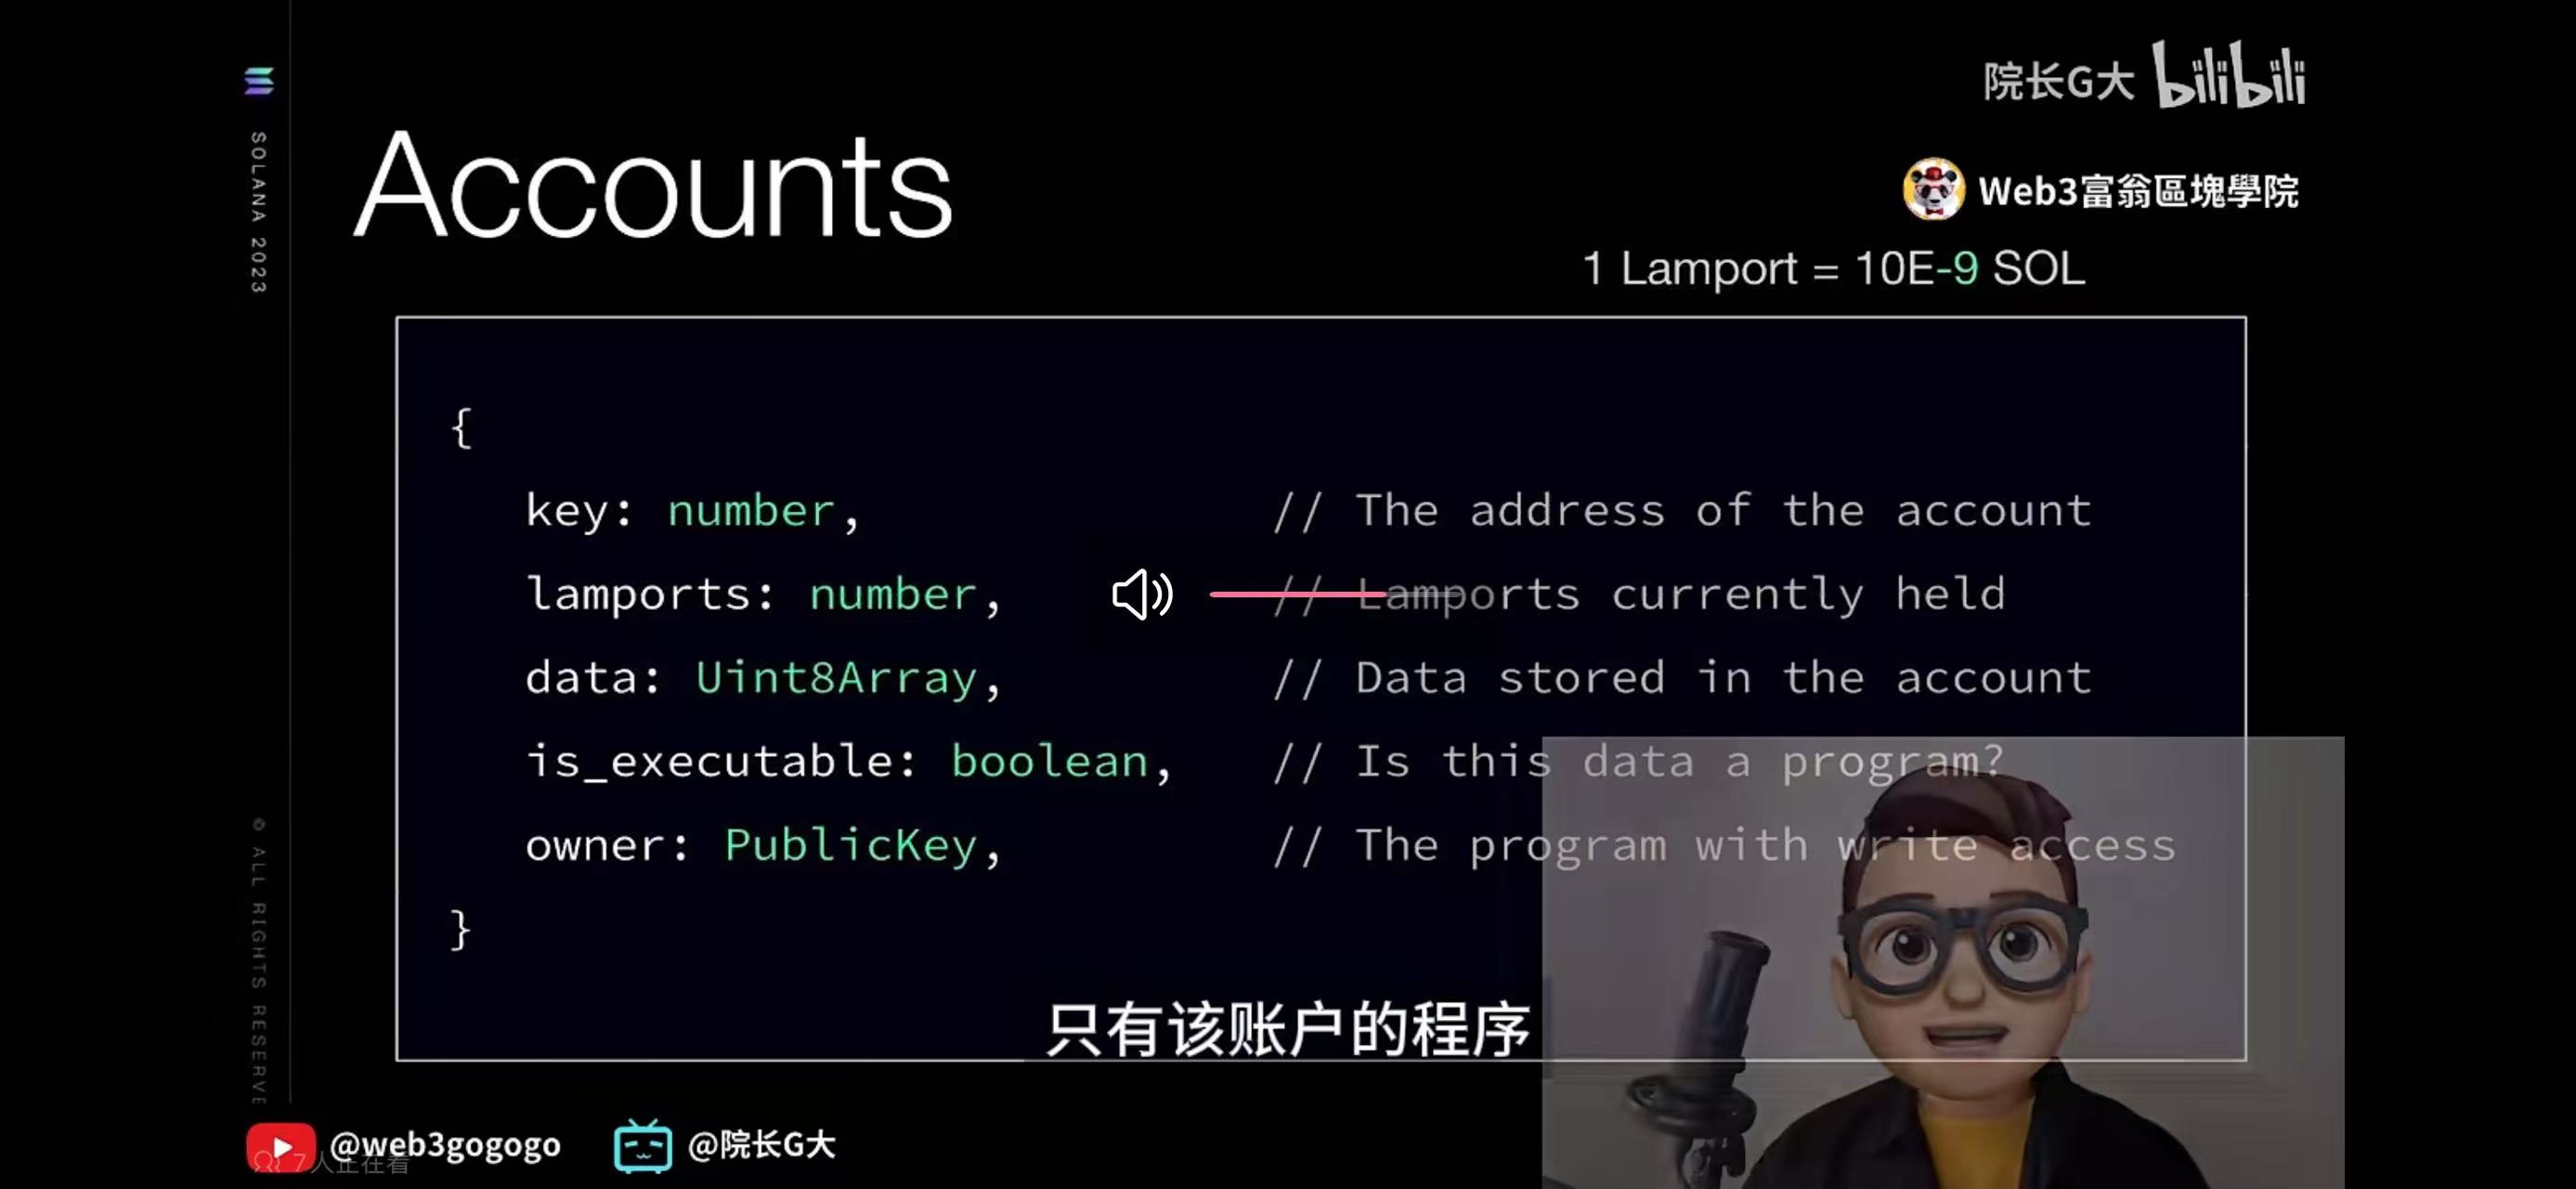 院长G大 bilibili
SOLANA 2023
Accounts
Web3富翁區塊學院
1 Lamport = 10E-9 SOL
{
key: number, // The address of the account
lamports: number, // Lamports currently held
data: Uint8Array, // Data stored in the account
is_executable: boolean, // Is this data a program?
owner: PublicKey, // The program with write access
}
只有该账户的程序
© ALL RIGHTS RESERVE
@web3gogogo @院长G大
7人正在看